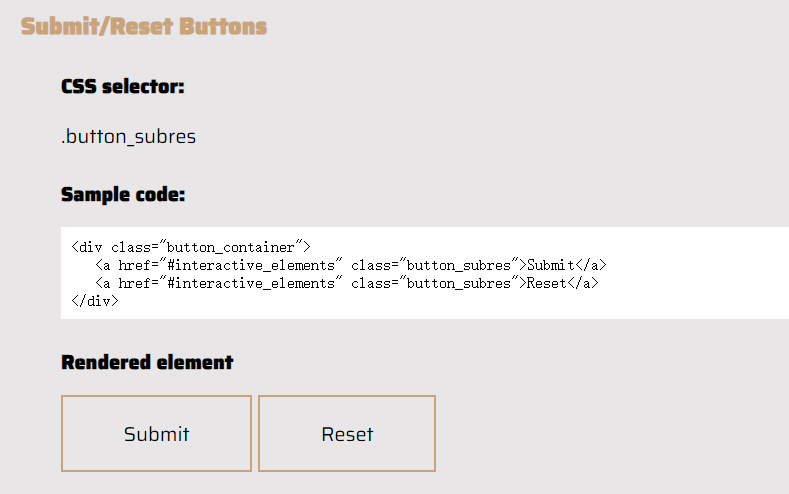 Submit/Reset Buttons
CSS selector:
.button_subres
Sample code:
<div class="button_container">
   <a href="#interactive_elements" class="button_subres">Submit</a>
   <a href="#interactive_elements" class="button_subres">Reset</a>
</div>
Rendered element
Submit Reset